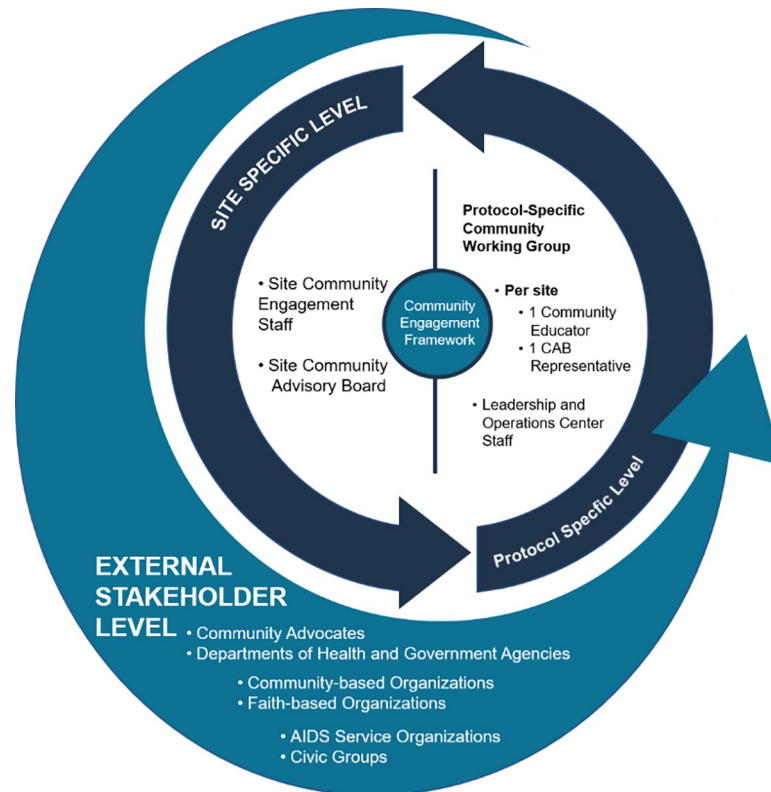 SITE SPECIFIC LEVEL
• Site Community
Engagement
Staff
• Site Community
Advisory Board
Community
Engagement
Framework
Protocol-Specific
Community
Working Group
• Per site
• 1 Community
Educator
• 1 CAB
Representative
• Leadership and
Operations Center
Staff
Protocol Specfic Level
EXTERNAL
STAKEHOLDER
LEVEL
• Community Advocates
• Departments of Health and Government Agencies
• Community-based Organizations
• Faith-based Organizations
• AIDS Service Organizations
• Civic Groups